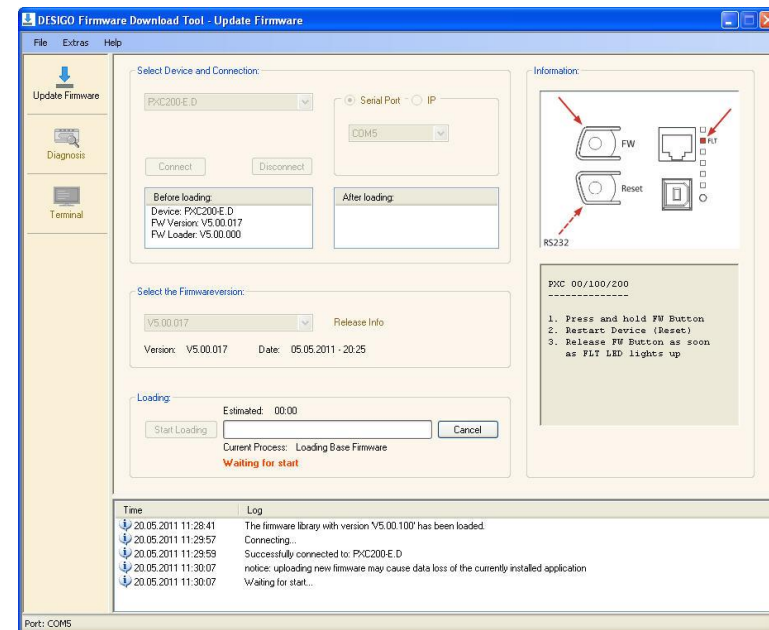 DESIGO Firmware Download Tool - Update Firmware
File Extras Help
Update Firmware
Diagnosis
Terminal
Select Device and Connection:
PXC200-E.D
Serial Port IP
COM5
Connect Disconnect
Before loading:
Device: PXC200-E.D
FW Version: V5.00.017
FW Loader: V5.00.000
After loading:
Select the Firmwareversion:
V5.00.017 Release Info
Version: V5.00.017 Date: 05.05.2011 - 20:25
Loading:
Estimated: 00:00
Start Loading Cancel
Current Process: Loading Base Firmware
Waiting for start
Information:
FW
FLT
Reset
RS232
PXC 00/100/200
--------------
1. Press and hold FW Button
2. Restart Device (Reset)
3. Release FW Button as soon
as FLT LED lights up
Time Log
20.05.2011 11:28:41 The firmware library with version 'V5.00.100' has been loaded.
20.05.2011 11:29:57 Connecting...
20.05.2011 11:29:59 Successfully connected to: PXC200-E.D
20.05.2011 11:30:07 notice: uploading new firmware may cause data loss of the currently installed application
20.05.2011 11:30:07 Waiting for start...
Port: COM5